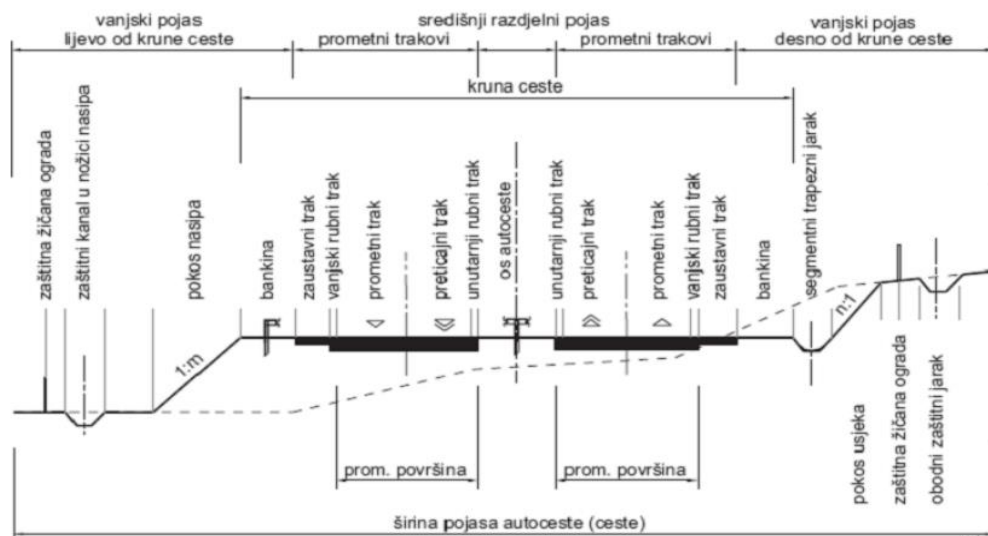 vanjski pojas
lijevo od krune ceste
središnji razdjelni pojas
prometni trakovi
prometni trakovi
vanjski pojas
desno od krune ceste
kruna ceste
zaštitna žičana ograda
zaštitni kanal u nožici nasipa
pokos nasipa
bankina
zaustavni trak
vanjski rubni trak
prometni trak
preticajni trak
unutarnji rubni trak
os autoceste
unutarnji rubni trak
preticajni trak
prometni trak
vanjski rubni trak
zaustavni trak
bankina
segmentni trapezni jarak
1:m
n:1
pokos usjeka
zaštitna žičana ograda
obodni zaštitni jarak
prom. površina
prom. površina
širina pojasa autoceste (ceste)